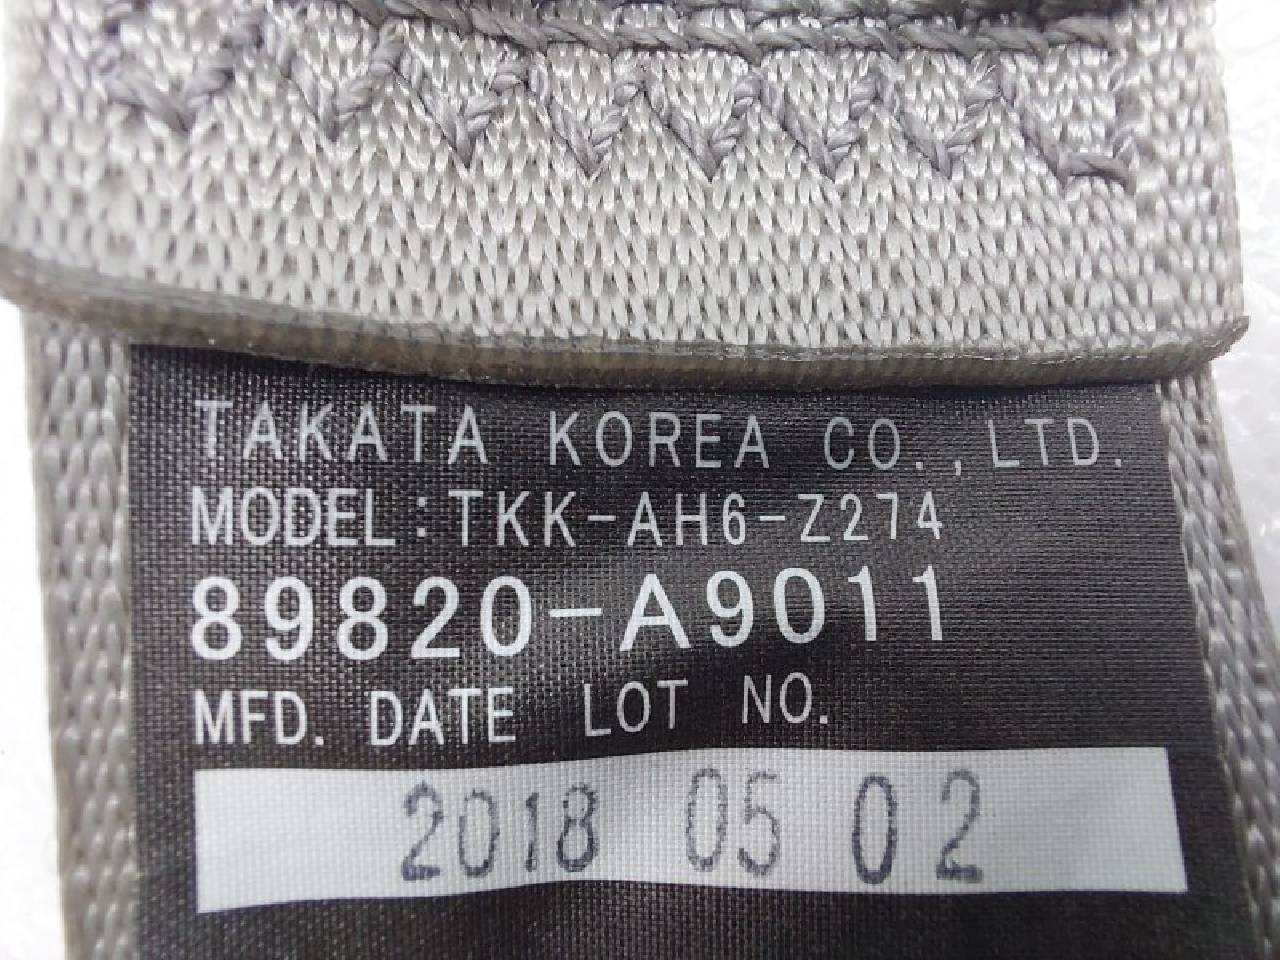 TAKATA KOREA CO., LTD.
MODEL: TKK-AH6-Z274
89820-A9011
MFD. DATE LOT NO.
2018 05 02